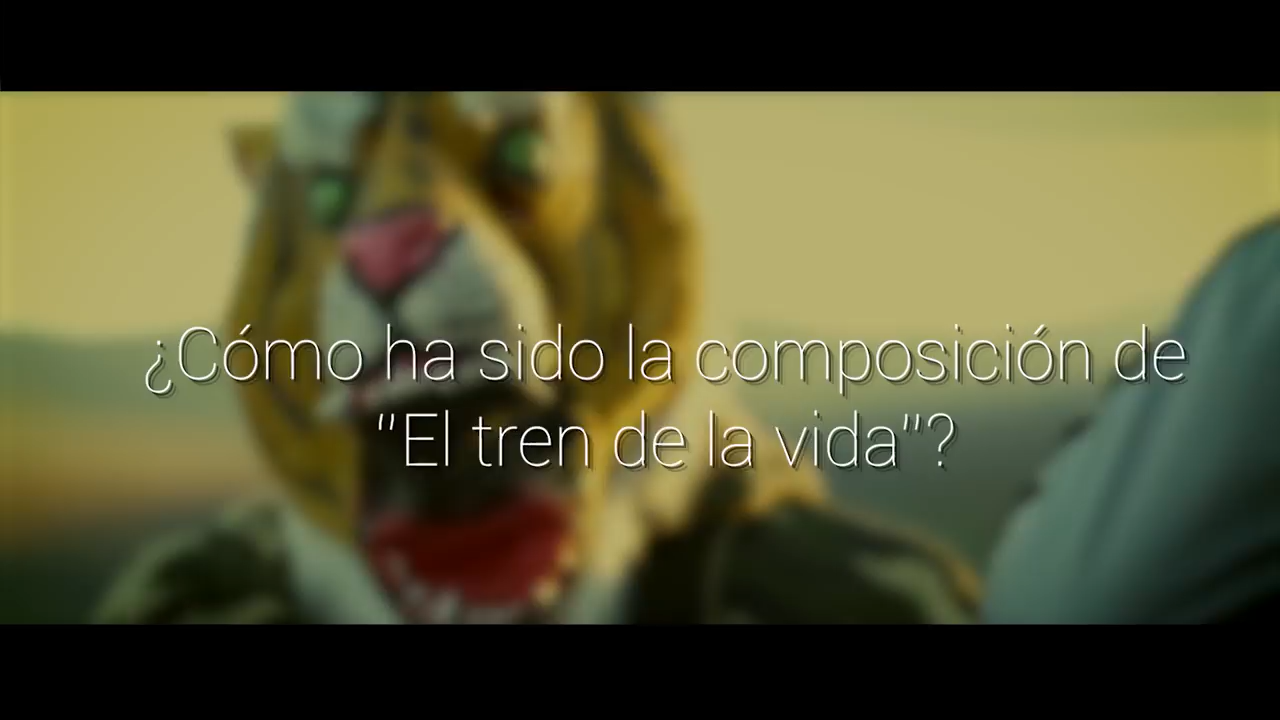 ¿Cómo ha sido la composición de
"El tren de la vida"?